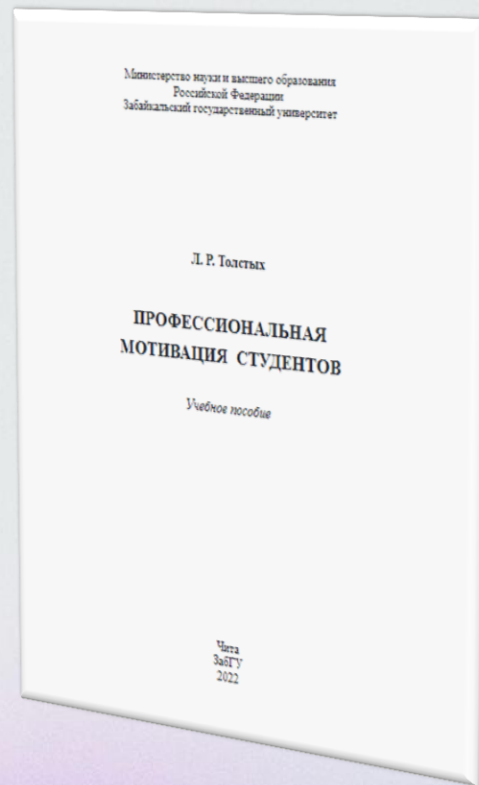 Министерство науки и высшего образования
Российской Федерации
Забайкальский государственный университет
Л. Р. Толстых
ПРОФЕССИОНАЛЬНАЯ
МОТИВАЦИЯ СТУДЕНТОВ
Учебное пособие
Чита
ЗабГУ
2022